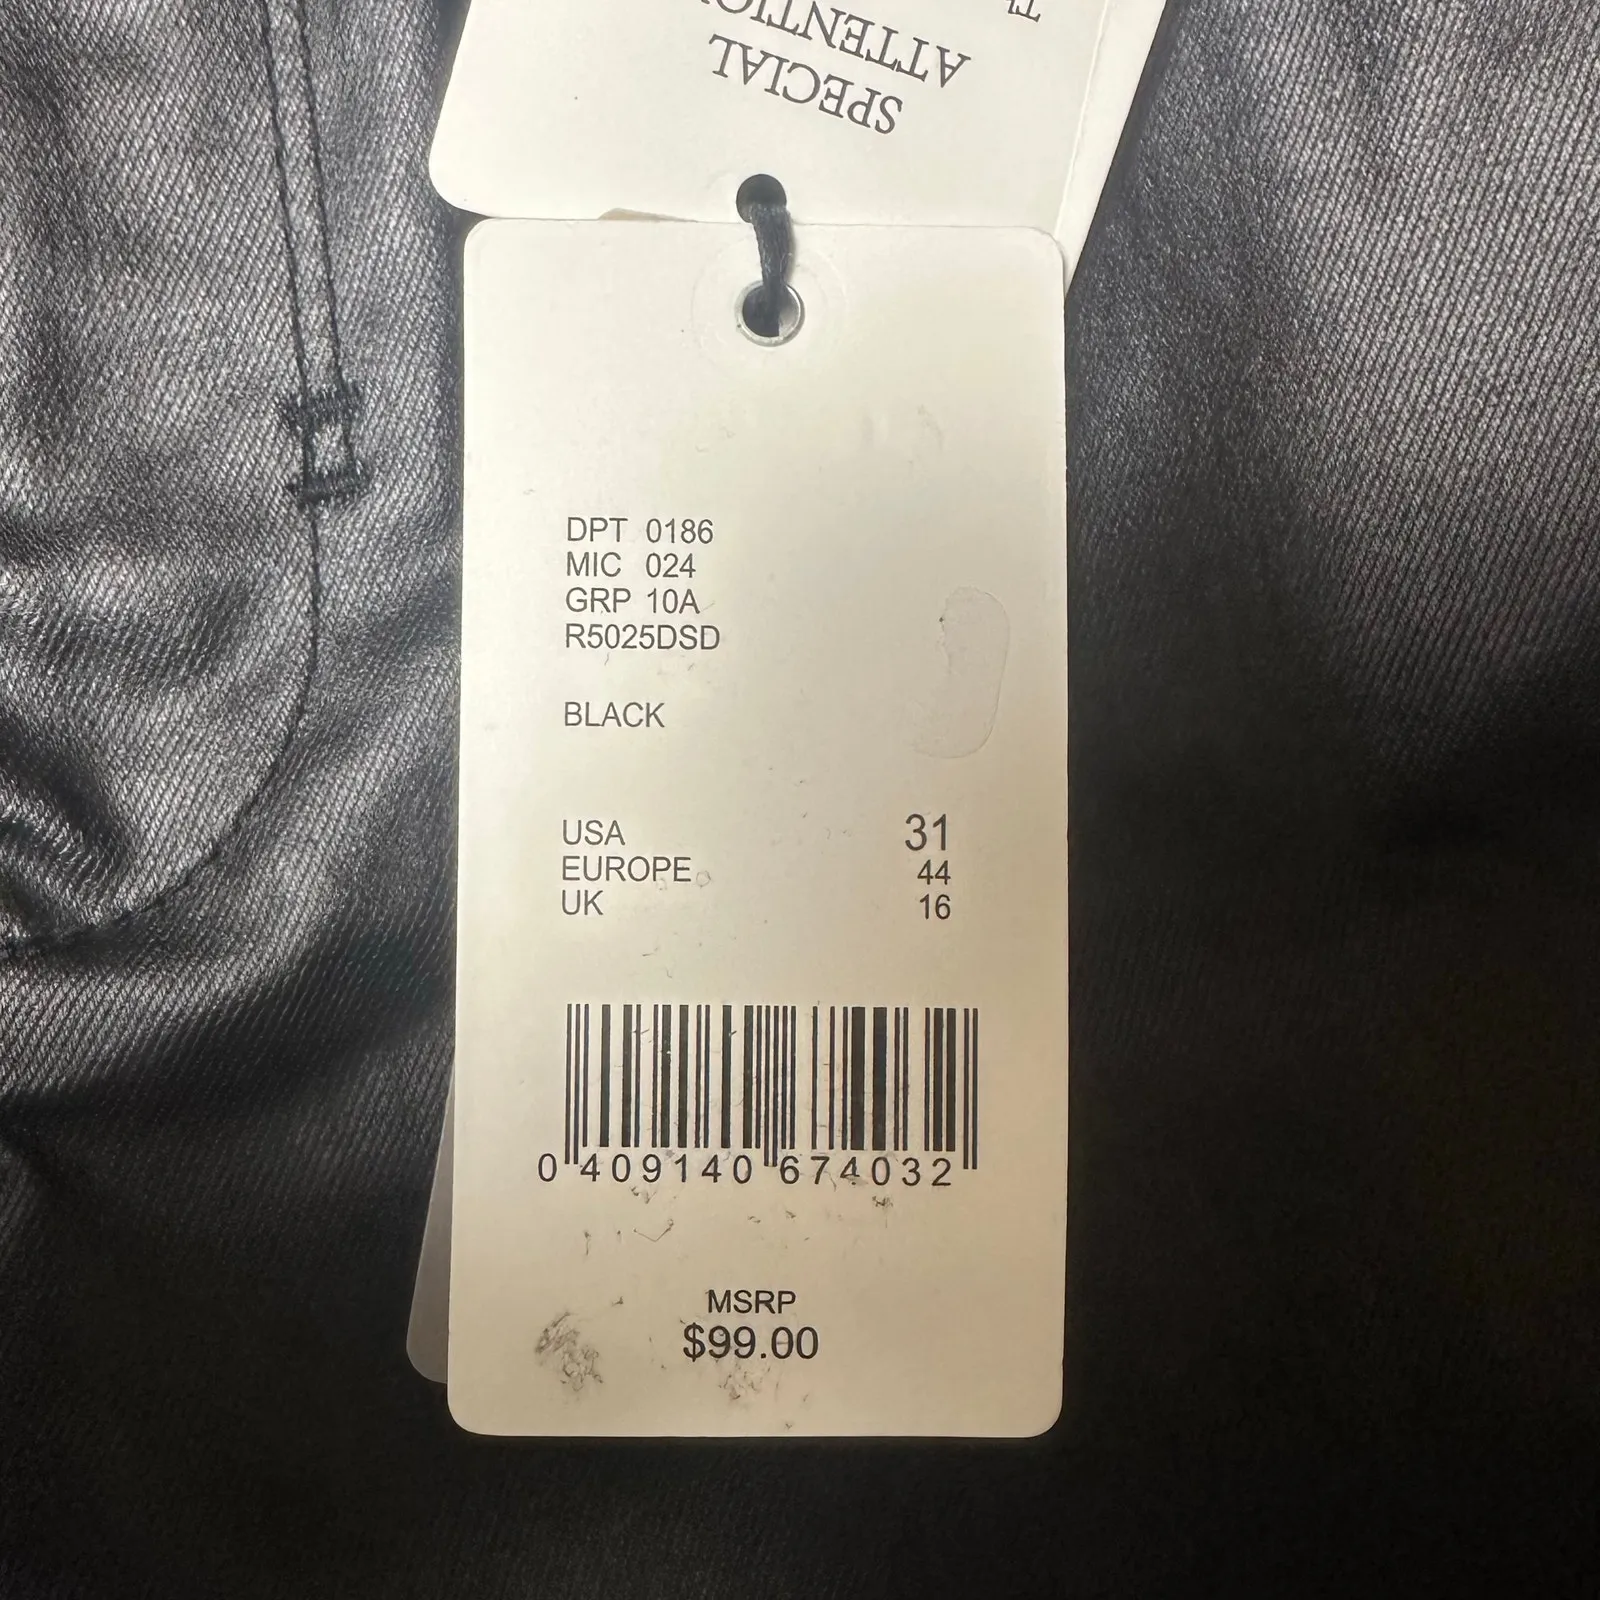 SPECIAL
ATTENTION
DPT 0186
MIC 024
GRP 10A
R5025DSD
BLACK
USA 31
EUROPE 44
UK 16
0 409140 674032
MSRP
$99.00